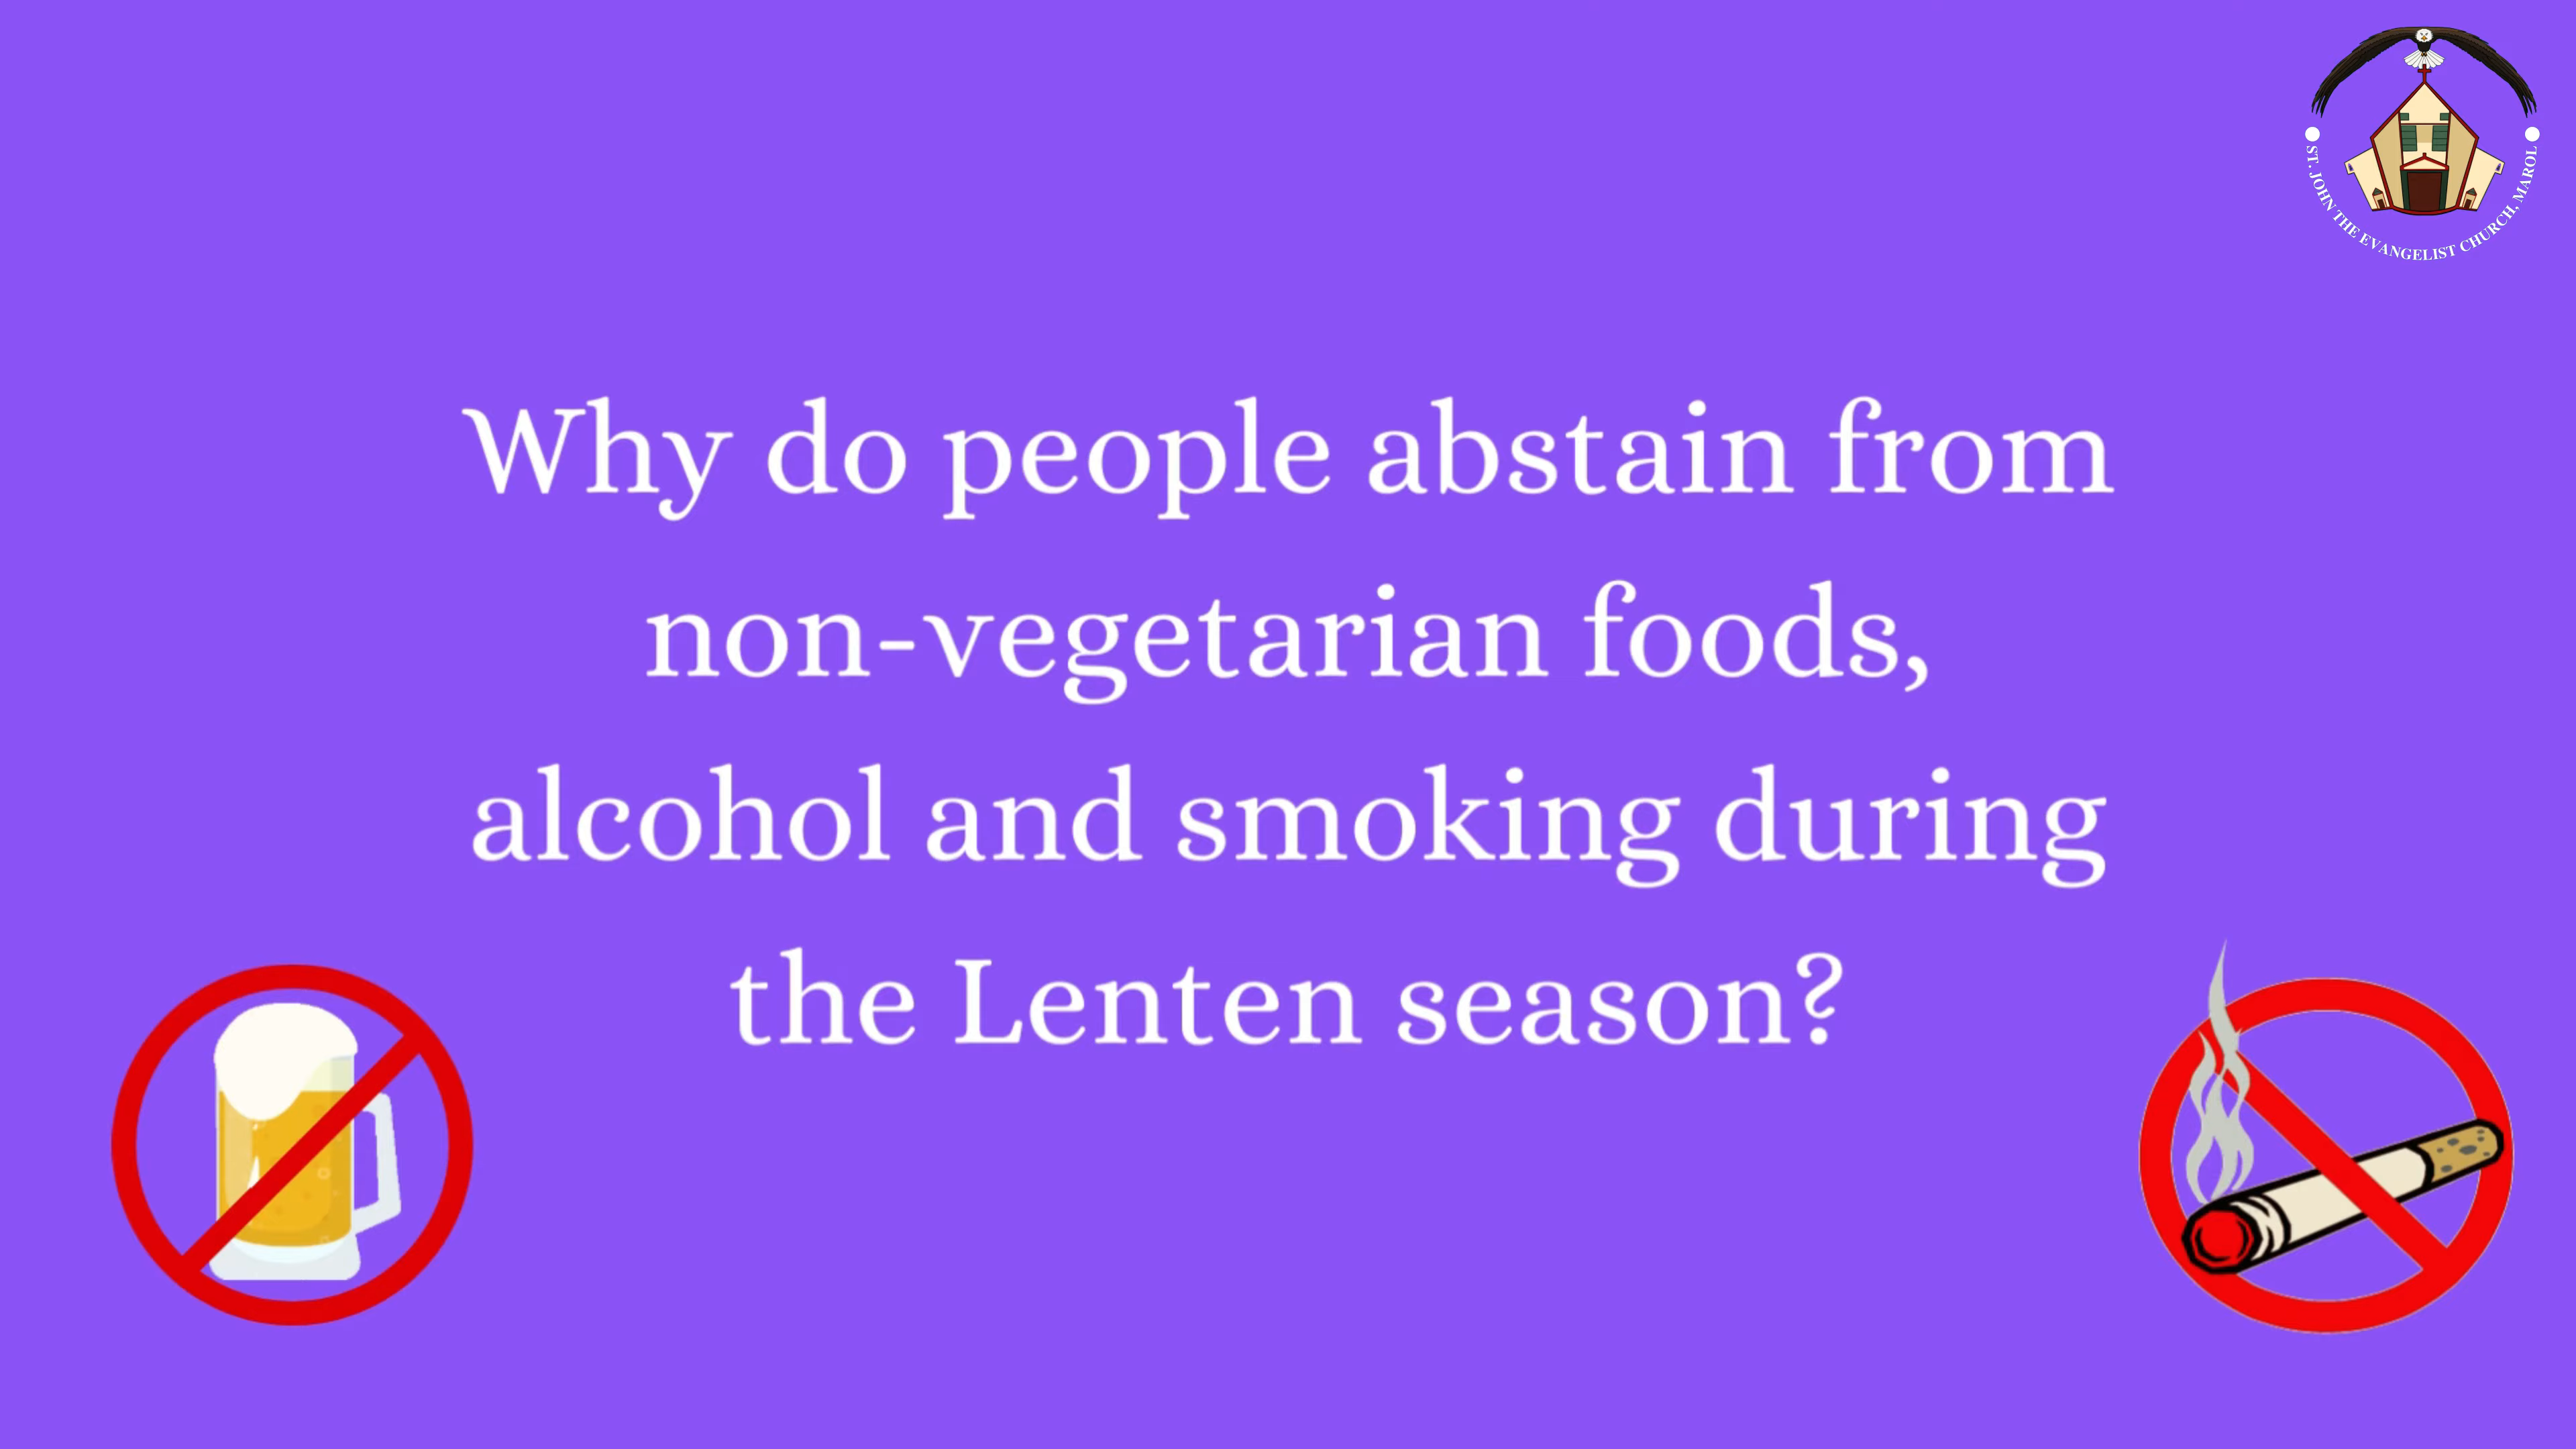 ST. JOHN THE EVANGELIST CHURCH, MAROL
Why do people abstain from
non-vegetarian foods,
alcohol and smoking during
the Lenten season?